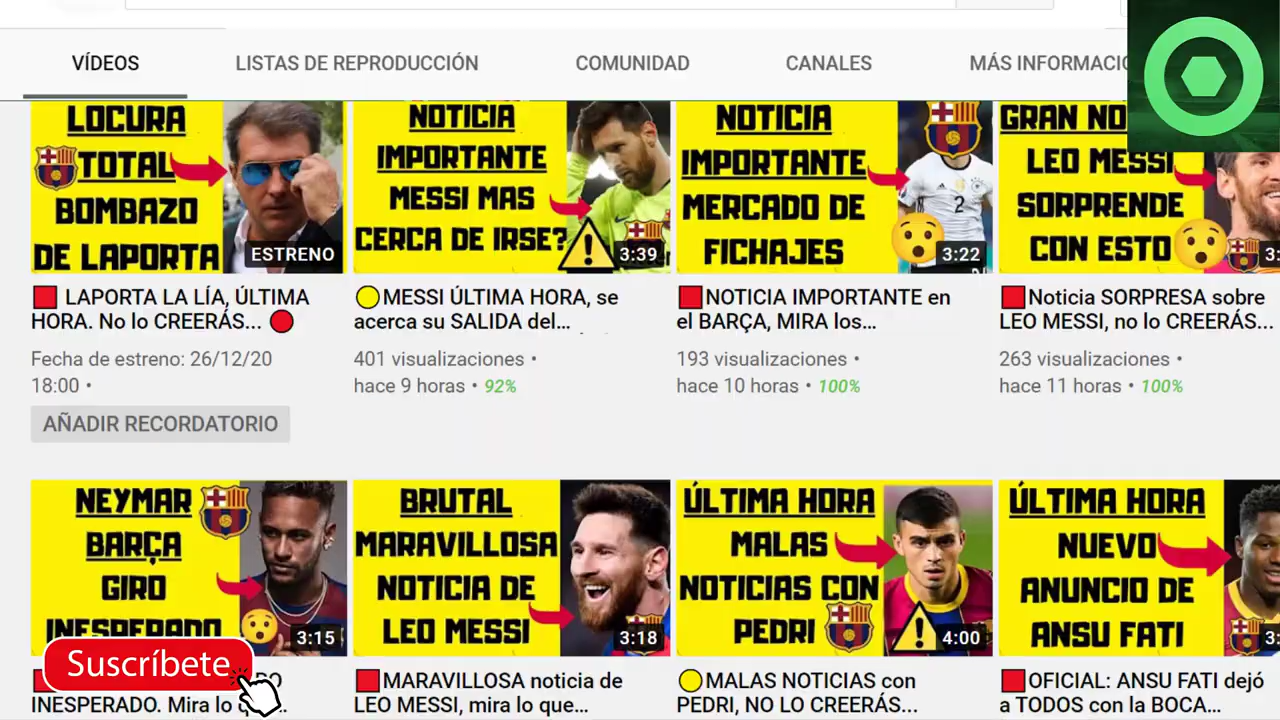 VÍDEOS
LISTAS DE REPRODUCCIÓN
COMUNIDAD
CANALES
MÁS INFORMACIÓ
LOCURA
TOTAL
BOMBAZO
DE LAPORTA
ESTRENO
NOTICIA
IMPORTANTE
MESSI MAS
CERCA DE IRSE?
3:39
NOTICIA
IMPORTANTE
MERCADO DE
FICHAJES
2
3:22
GRAN NO
LEO MESSI
SORPRENDE
CON ESTO
3:
LAPORTA LA LÍA, ÚLTIMA
HORA. No lo CREERÁS...
MESSI ÚLTIMA HORA, se
acerca su SALIDA del...
NOTICIA IMPORTANTE en
el BARÇA, MIRA los...
Noticia SORPRESA sobre
LEO MESSI, no lo CREERÁS...
Fecha de estreno: 26/12/20
18:00 •
401 visualizaciones •
hace 9 horas • 92%
193 visualizaciones •
hace 10 horas • 100%
263 visualizaciones •
hace 11 horas • 100%
AÑADIR RECORDATORIO
NEYMAR
BARÇA
GIRO
INESPERADO
3:15
BRUTAL
MARAVILLOSA
NOTICIA DE
LEO MESSI
3:18
ÚLTIMA HORA
MALAS
NOTICIAS CON
PEDRI
4:00
ÚLTIMA HORA
NUEVO
ANUNCIO DE
ANSU FATI
3:
Suscríbete
INESPERADO. Mira lo
MARAVILLOSA noticia de
LEO MESSI, mira lo que...
MALAS NOTICIAS con
PEDRI, NO LO CREERÁS...
OFICIAL: ANSU FATI dejó
a TODOS con la BOCA...